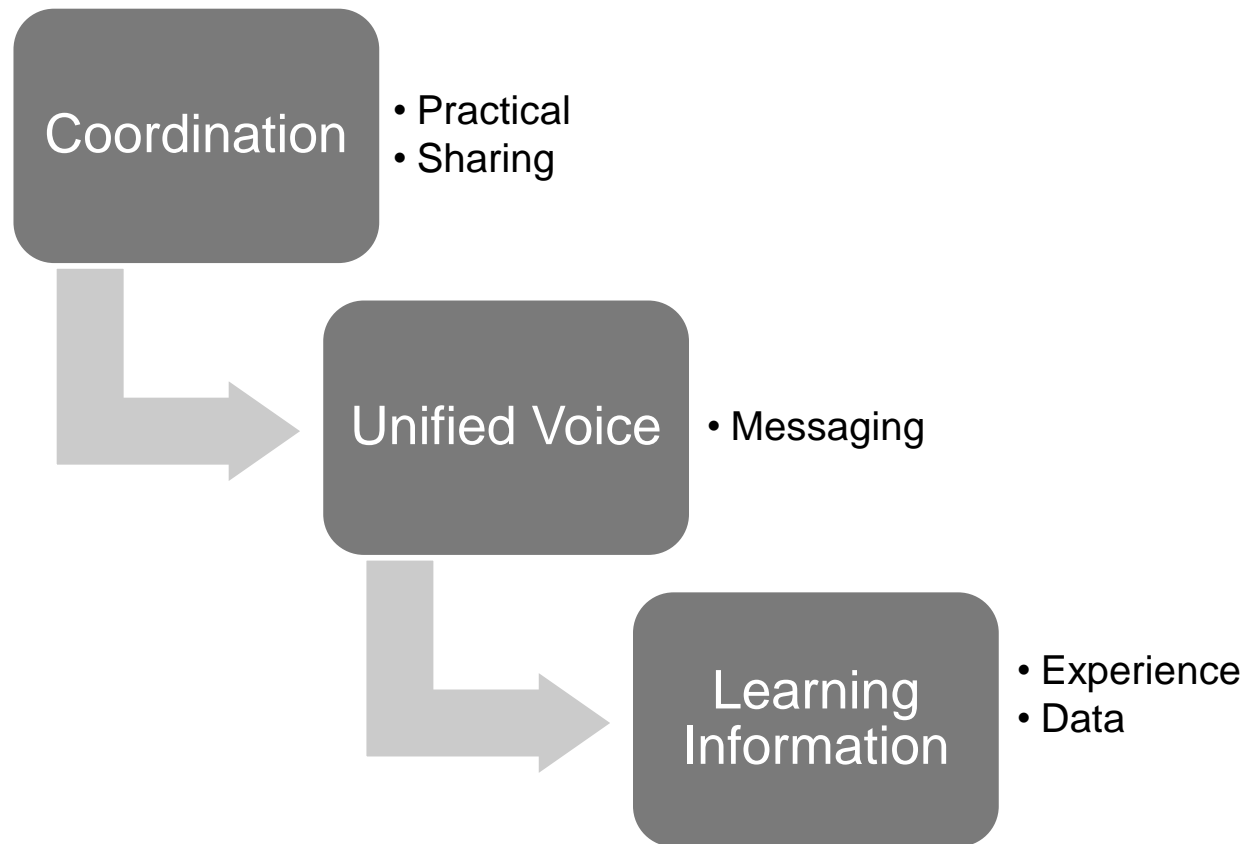 Coordination
• Practical
• Sharing
Unified Voice
• Messaging
Learning
Information
• Experience
• Data